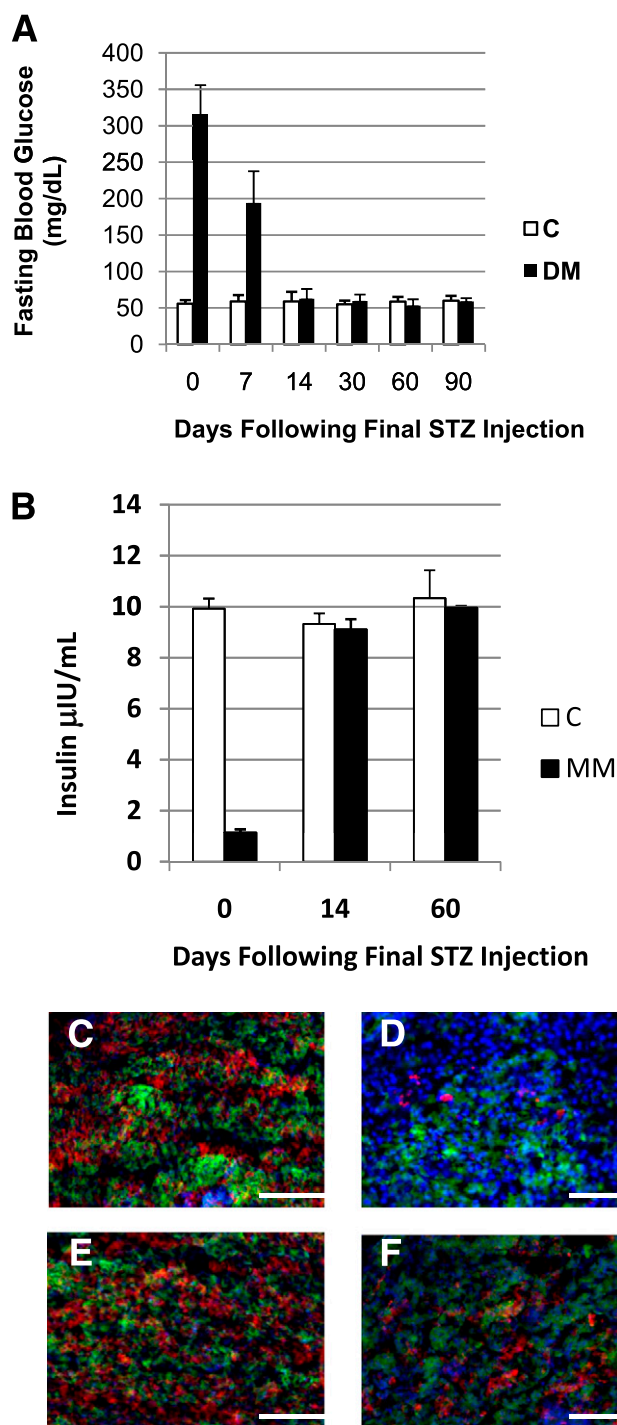 A
Fasting Blood Glucose
(mg/dL)
400
350
300
250
200
150
100
50
0
0 7 14 30 60 90
Days Following Final STZ Injection
C
DM
B
Insulin µIU/mL
14
12
10
8
6
4
2
0
0 14 60
Days Following Final STZ Injection
C
MM
C
D
E
F